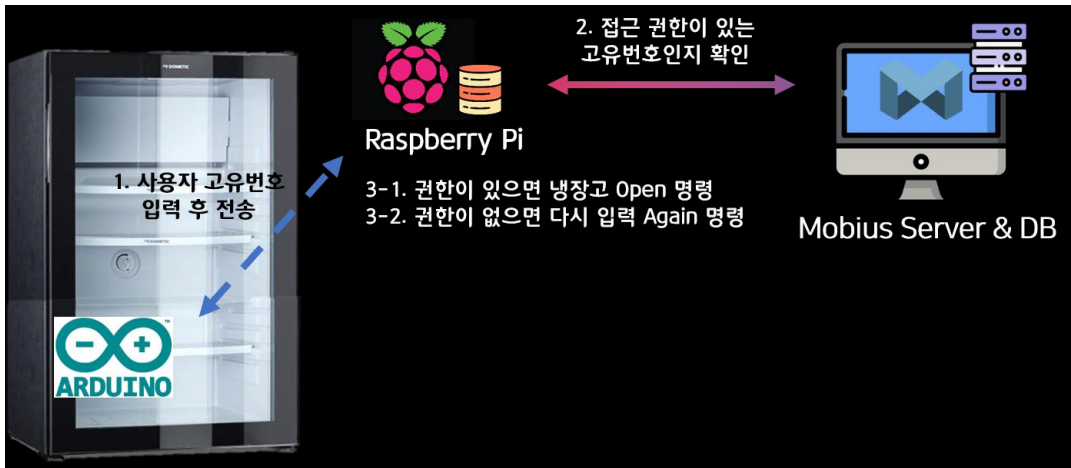 DOMETIC
1. 사용자 고유번호
입력 후 전송
ARDUINO
Raspberry Pi
2. 접근 권한이 있는
고유번호인지 확인
3-1. 권한이 있으면 냉장고 Open 명령
3-2. 권한이 없으면 다시 입력 Again 명령
Mobius Server & DB